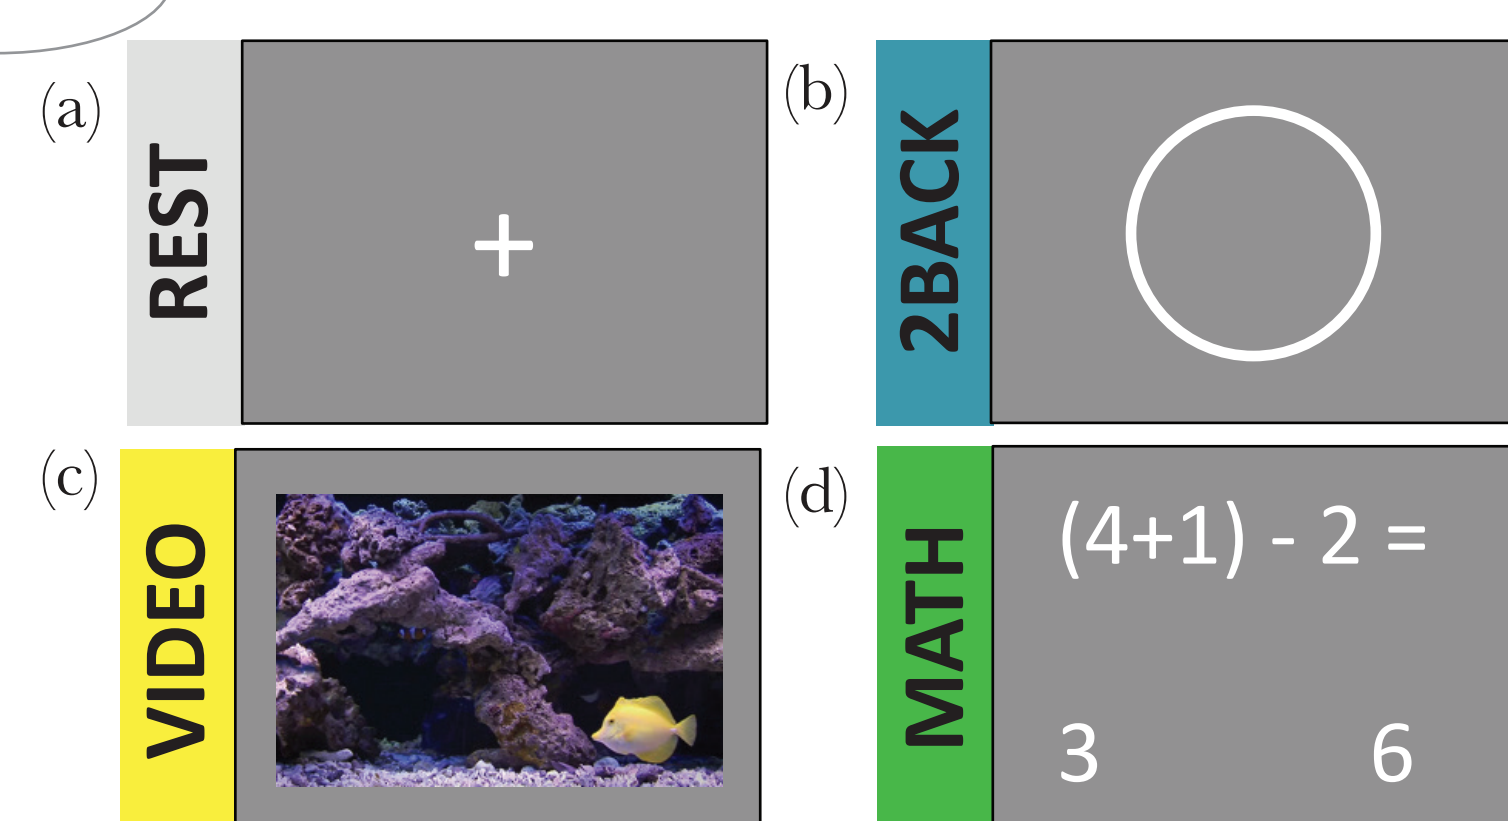 (a)
REST
+
(b)
2BACK
(c)
VIDEO
(d)
MATH
(4+1) - 2 =
3 6